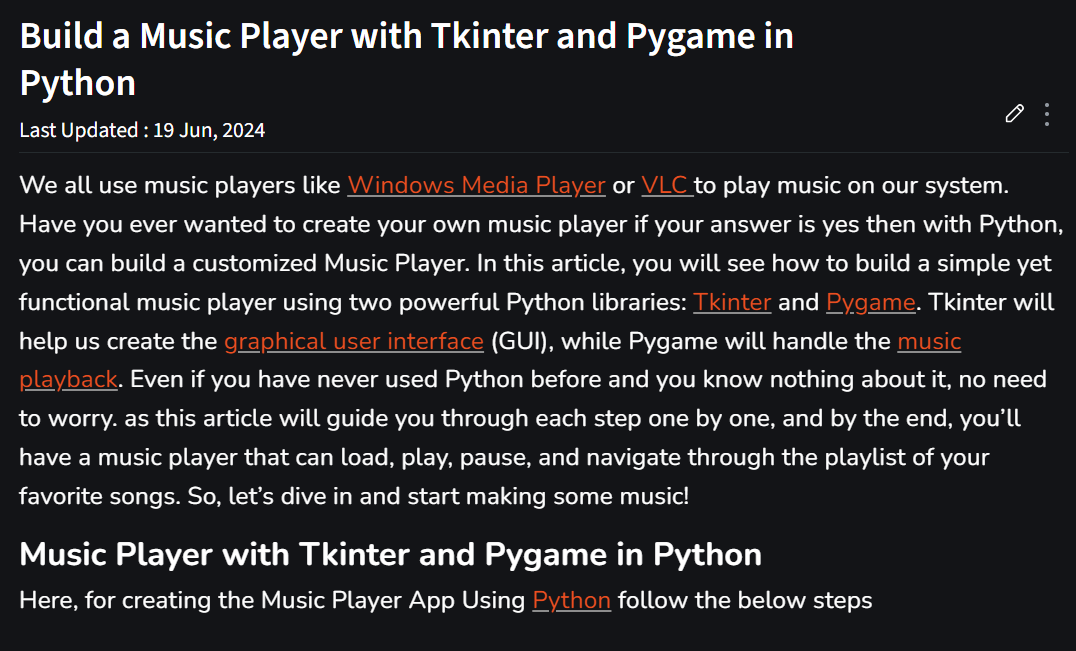 Build a Music Player with Tkinter and Pygame in
Python
Last Updated : 19 Jun, 2024
We all use music players like Windows Media Player or VLC to play music on our system.
Have you ever wanted to create your own music player if your answer is yes then with Python,
you can build a customized Music Player. In this article, you will see how to build a simple yet
functional music player using two powerful Python libraries: Tkinter and Pygame. Tkinter will
help us create the graphical user interface (GUI), while Pygame will handle the music
playback. Even if you have never used Python before and you know nothing about it, no need
to worry. as this article will guide you through each step one by one, and by the end, you’ll
have a music player that can load, play, pause, and navigate through the playlist of your
favorite songs. So, let’s dive in and start making some music!
Music Player with Tkinter and Pygame in Python
Here, for creating the Music Player App Using Python follow the below steps